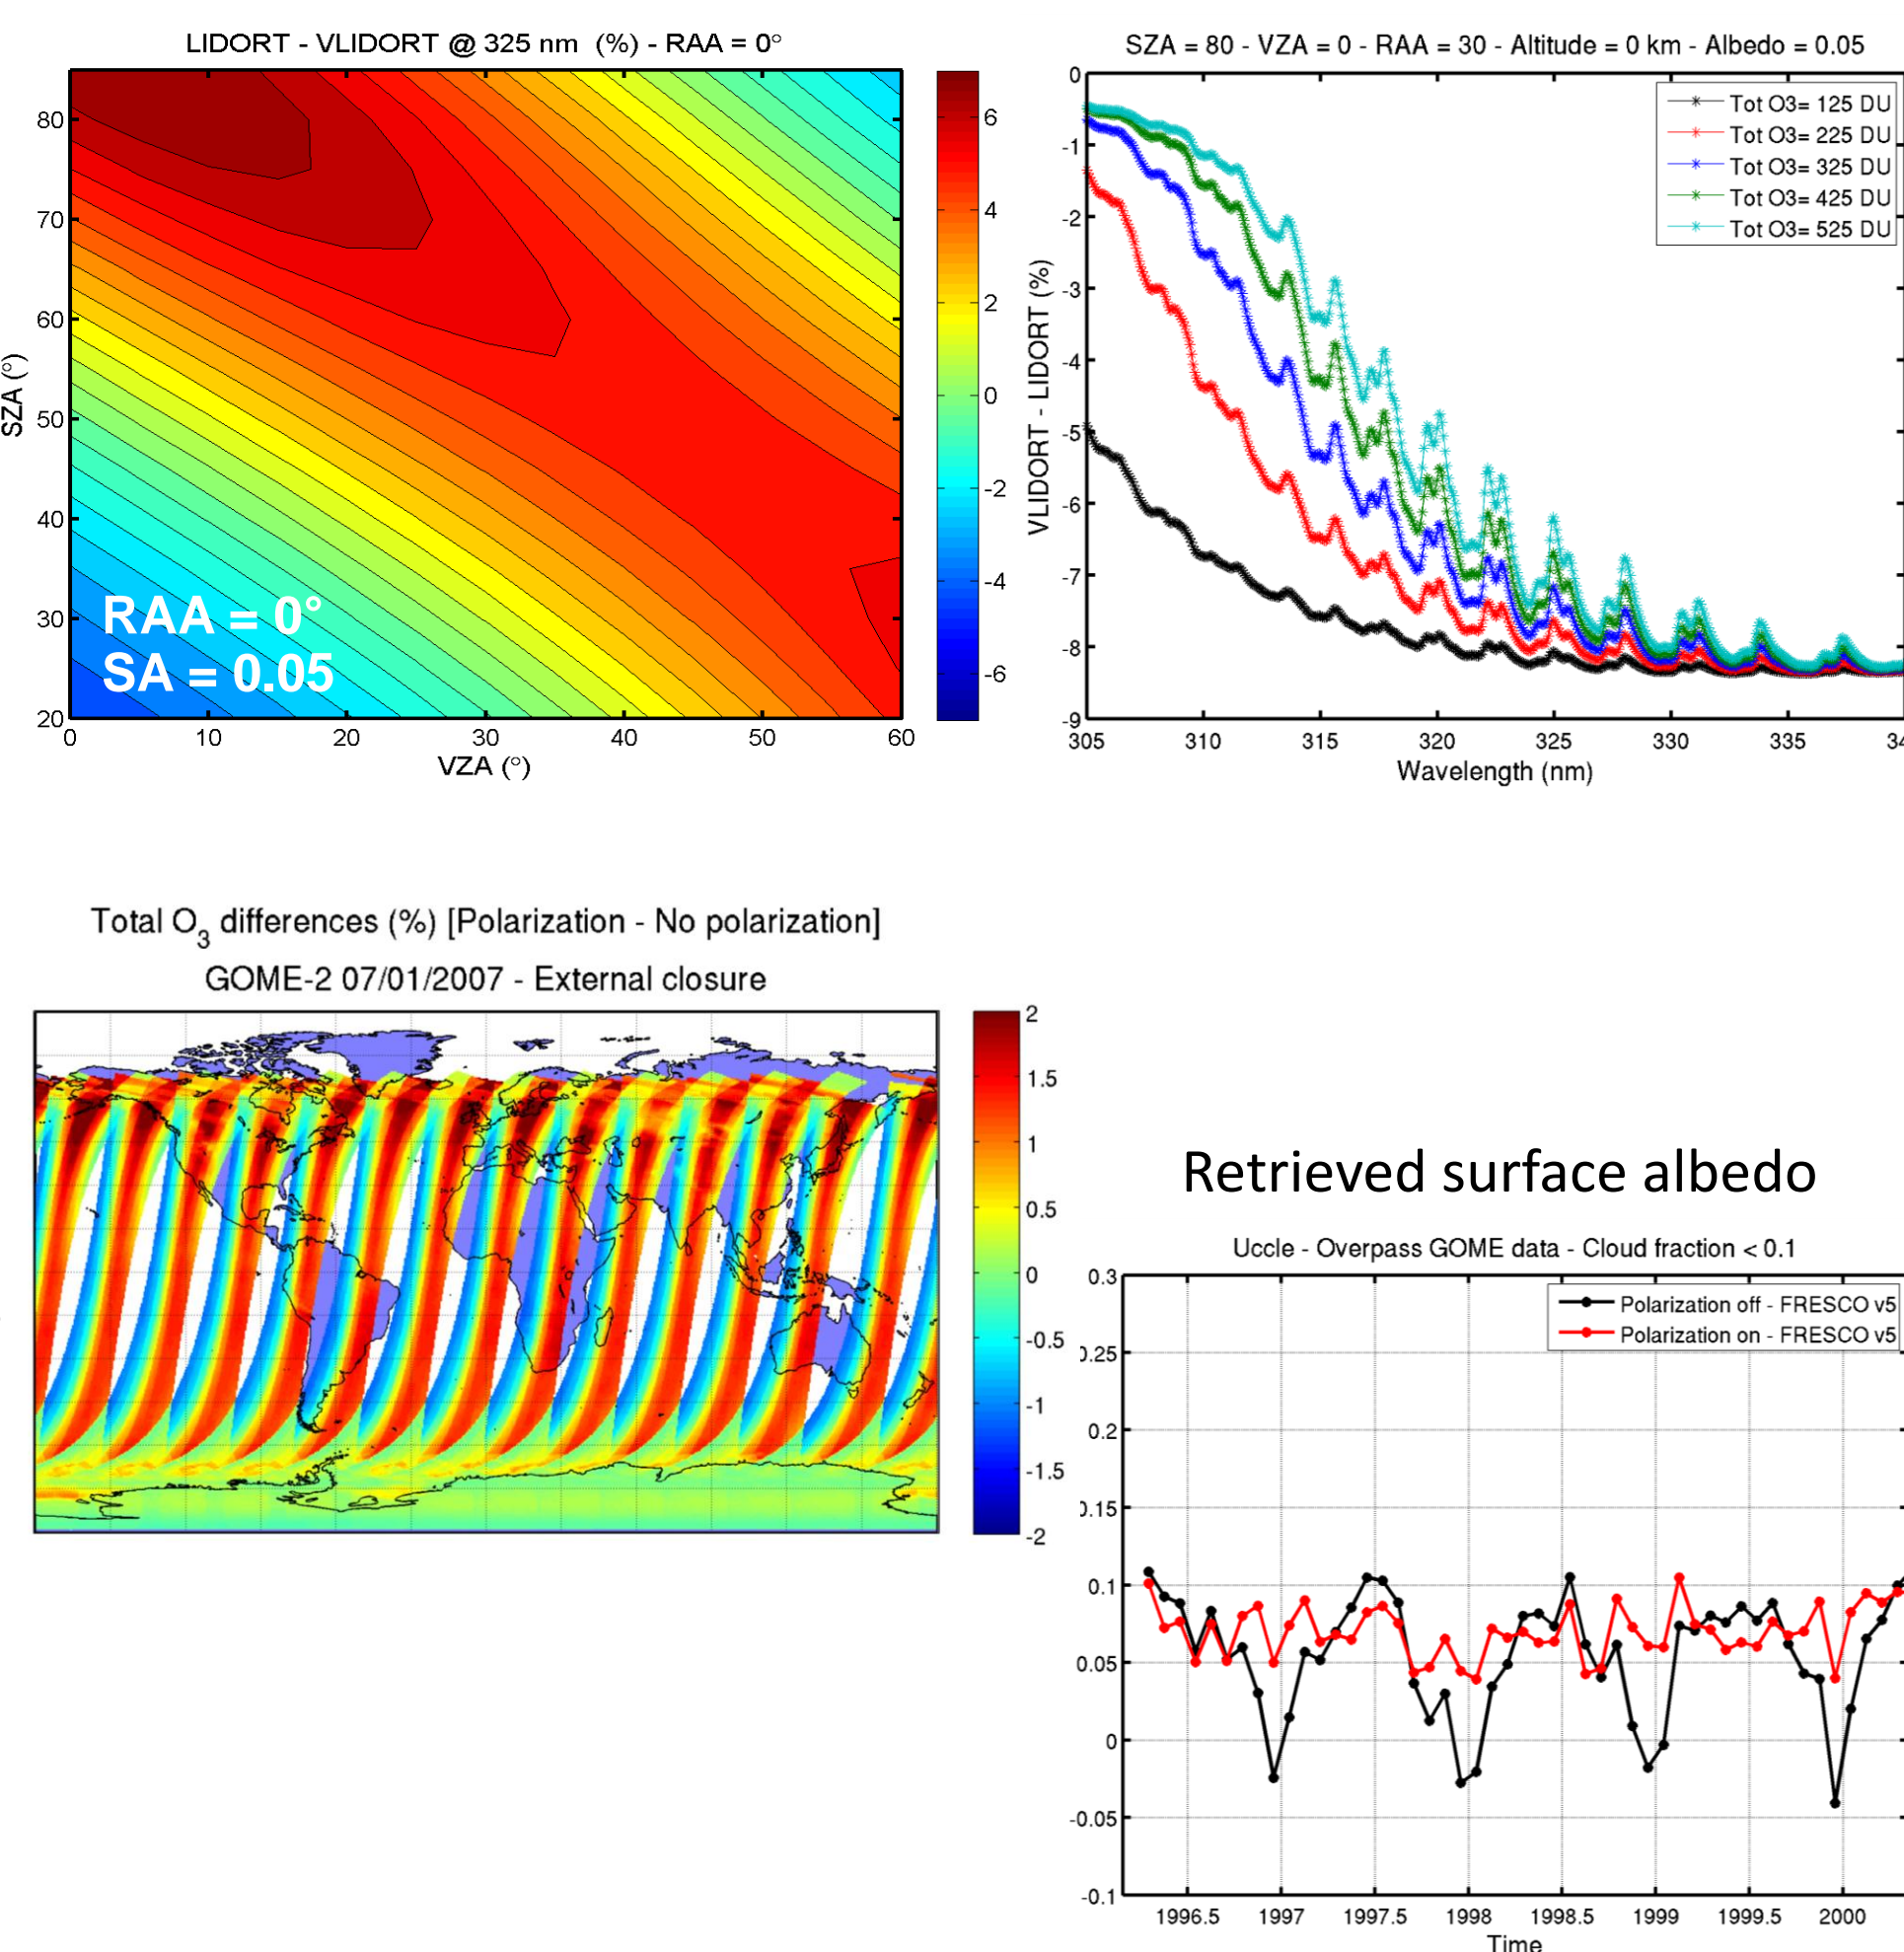 LIDORT - VLIDORT @ 325 nm (%) - RAA = 0°
80
70
60
50
40
30
20
SZA (°)
0 10 20 30 40 50 60
VZA (°)
RAA = 0°
SA = 0.05
6
4
2
0
-2
-4
-6
SZA = 80 - VZA = 0 - RAA = 30 - Altitude = 0 km - Albedo = 0.05
Tot O3= 125 DU
Tot O3= 225 DU
Tot O3= 325 DU
Tot O3= 425 DU
Tot O3= 525 DU
0
-1
-2
-3
-4
-5
-6
-7
-8
-9
VLIDORT - LIDORT (%)
305 310 315 320 325 330 335
Wavelength (nm)
Total O3 differences (%) [Polarization - No polarization]
GOME-2 07/01/2007 - External closure
2
1.5
1
0.5
0
-0.5
-1
-1.5
-2
Retrieved surface albedo
Uccle - Overpass GOME data - Cloud fraction < 0.1
Polarization off - FRESCO v5
Polarization on - FRESCO v5
0.3
.25
0.2
.15
0.1
0.05
0
-0.05
-0.1
1996.5 1997 1997.5 1998 1998.5 1999 1999.5 2000
Time